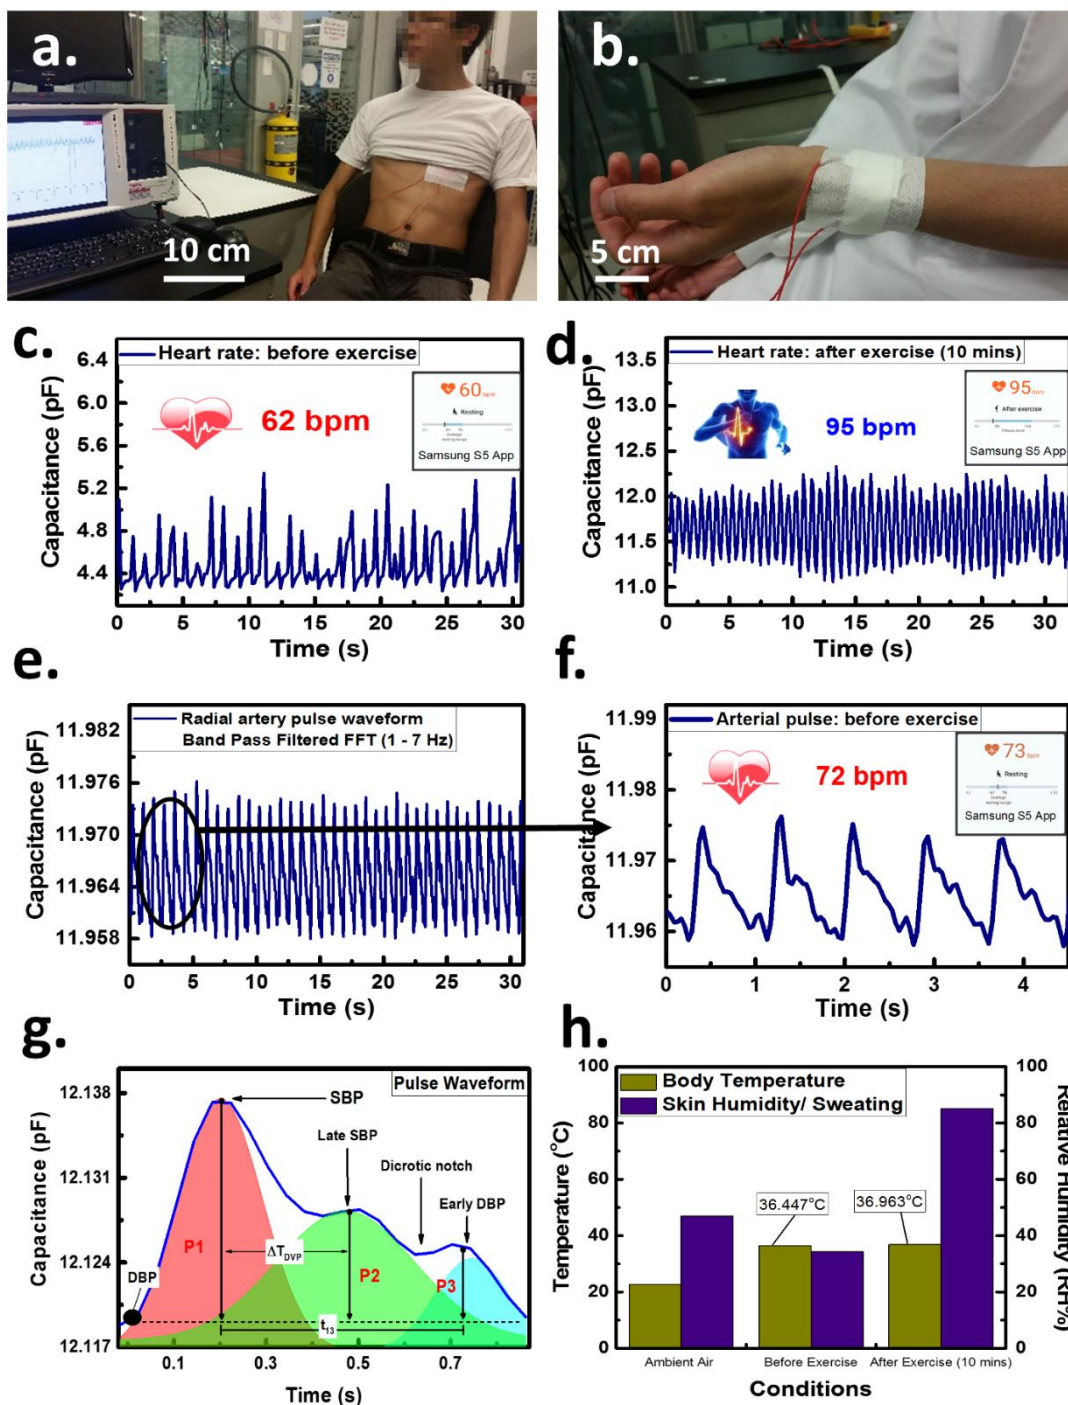 a.
10 cm
b.
5 cm
c.
Capacitance (pF)
6.4
6.0
5.6
5.2
4.8
4.4
Heart rate: before exercise
62 bpm
60 bpm
Resting
Samsung S5 App
0 5 10 15 20 25 30
Time (s)
d.
Capacitance (pF)
13.5
13.0
12.5
12.0
11.5
11.0
Heart rate: after exercise (10 mins)
95 bpm
95 bpm
After exercise
Samsung S5 App
0 5 10 15 20 25 30
Time (s)
e.
Capacitance (pF)
11.982
11.976
11.970
11.964
11.958
Radial artery pulse waveform
Band Pass Filtered FFT (1 - 7 Hz)
0 5 10 15 20 25 30
Time (s)
f.
Capacitance (pF)
11.99
11.98
11.97
11.96
Arterial pulse: before exercise
72 bpm
73 bpm
Resting
Samsung S5 App
0 1 2 3 4
Time (s)
g.
Capacitance (pF)
12.138
12.131
12.124
12.117
Pulse Waveform
SBP
Late SBP
Dicrotic notch
Early DBP
DBP
P1
ΔT_DVP
P2
P3
t_13
0.1 0.3 0.5 0.7
Time (s)
h.
Temperature (°C)
100
80
60
40
20
0
Body Temperature
Skin Humidity/ Sweating
36.447°C
36.963°C
Ambient Air
Before Exercise
After Exercise (10 mins)
Conditions
100
80
60
40
20
0
Relative Humidity (RH%)